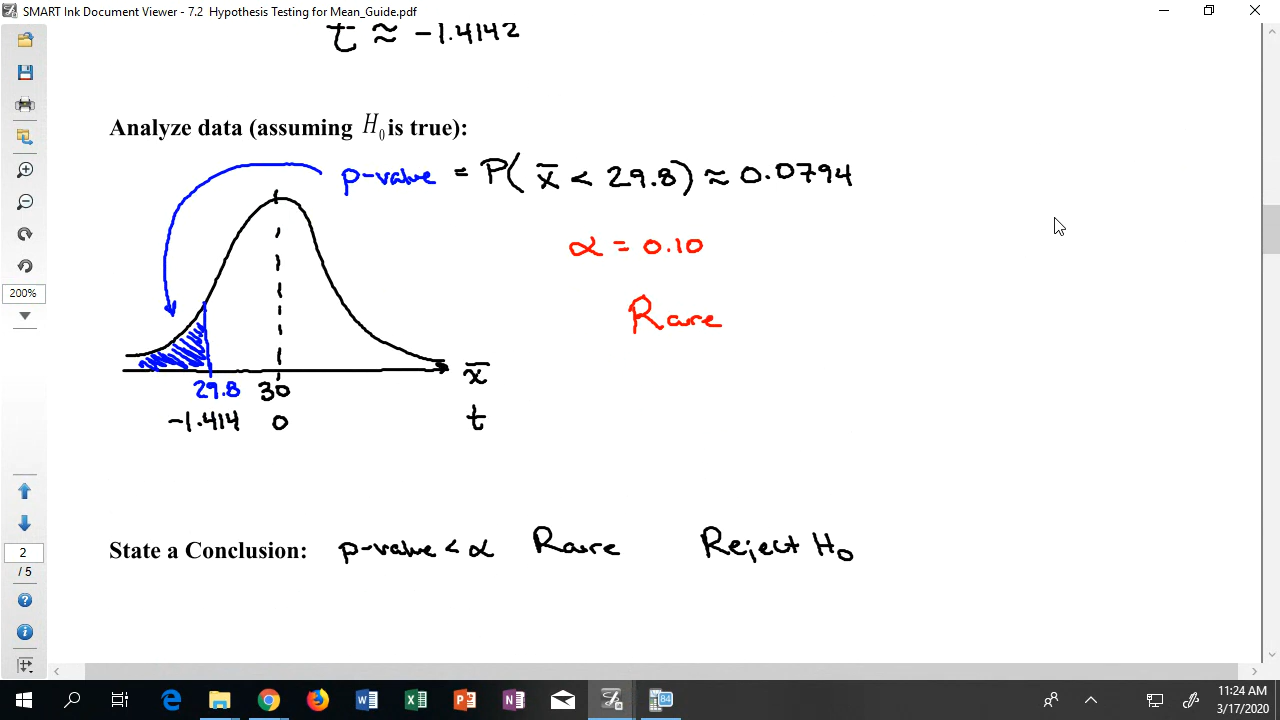 SMART Ink Document Viewer - 7.2 Hypothesis Testing for Mean_Guide.pdf
t ≈ -1.4142
Analyze data (assuming H₀ is true):
p-value = P( x̄ < 29.8) ≈ 0.0794
α = 0.10
Rare
200%
29.8 30 x̄
-1.414 0 t
State a Conclusion: p-value < α Rare Reject H₀
2
/ 5
84
11:24 AM
3/17/2020